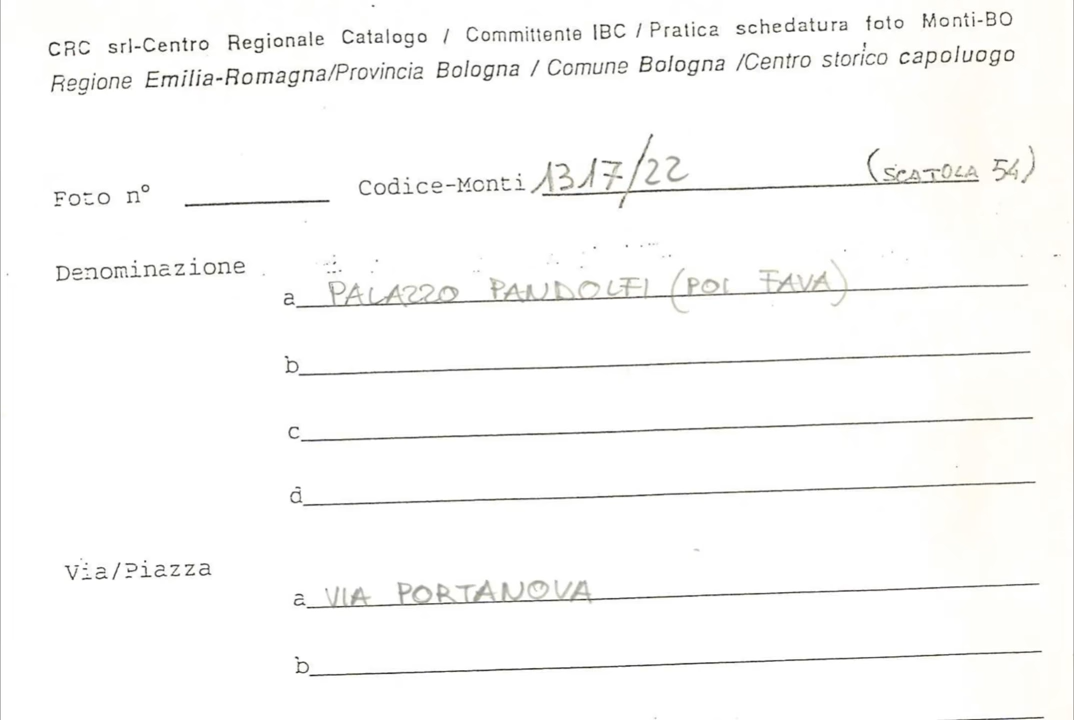 CRC srl-Centro Regionale Catalogo / Committente IBC / Pratica schedatura foto Monti-BO
Regione Emilia-Romagna/Provincia Bologna / Comune Bologna /Centro storico capoluogo
Foto n° Codice-Monti 1317/22 (SCATOLA 54)
Denominazione
a PALAZZO PANDOLFI (POI FAVA)
b
c
d
Via/Piazza
a VIA PORTANOVA
b